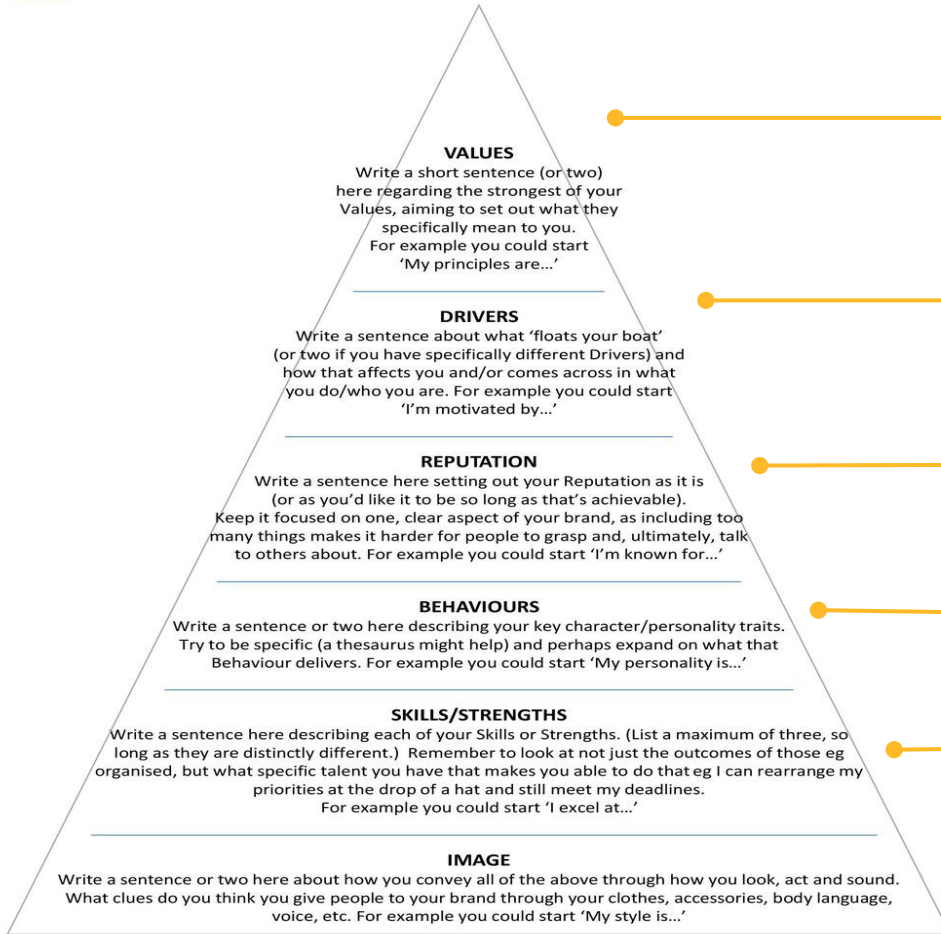 VALUES
Write a short sentence (or two)
here regarding the strongest of your
Values, aiming to set out what they
specifically mean to you.
For example you could start
‘My principles are...’
DRIVERS
Write a sentence about what ‘floats your boat’
(or two if you have specifically different Drivers) and
how that affects you and/or comes across in what
you do/who you are. For example you could start
‘I’m motivated by...’
REPUTATION
Write a sentence here setting out your Reputation as it is
(or as you’d like it to be so long as that’s achievable).
Keep it focused on one, clear aspect of your brand, as including too
many things makes it harder for people to grasp and, ultimately, talk
to others about. For example you could start ‘I’m known for...’
BEHAVIOURS
Write a sentence or two here describing your key character/personality traits.
Try to be specific (a thesaurus might help) and perhaps expand on what that
Behaviour delivers. For example you could start ‘My personality is...’
SKILLS/STRENGTHS
Write a sentence here describing each of your Skills or Strengths. (List a maximum of three, so
long as they are distinctly different.) Remember to look at not just the outcomes of those eg
organised, but what specific talent you have that makes you able to do that eg I can rearrange my
priorities at the drop of a hat and still meet my deadlines.
For example you could start ‘I excel at...’
IMAGE
Write a sentence or two here about how you convey all of the above through how you look, act and sound.
What clues do you think you give people to your brand through your clothes, accessories, body language,
voice, etc. For example you could start ‘My style is...’